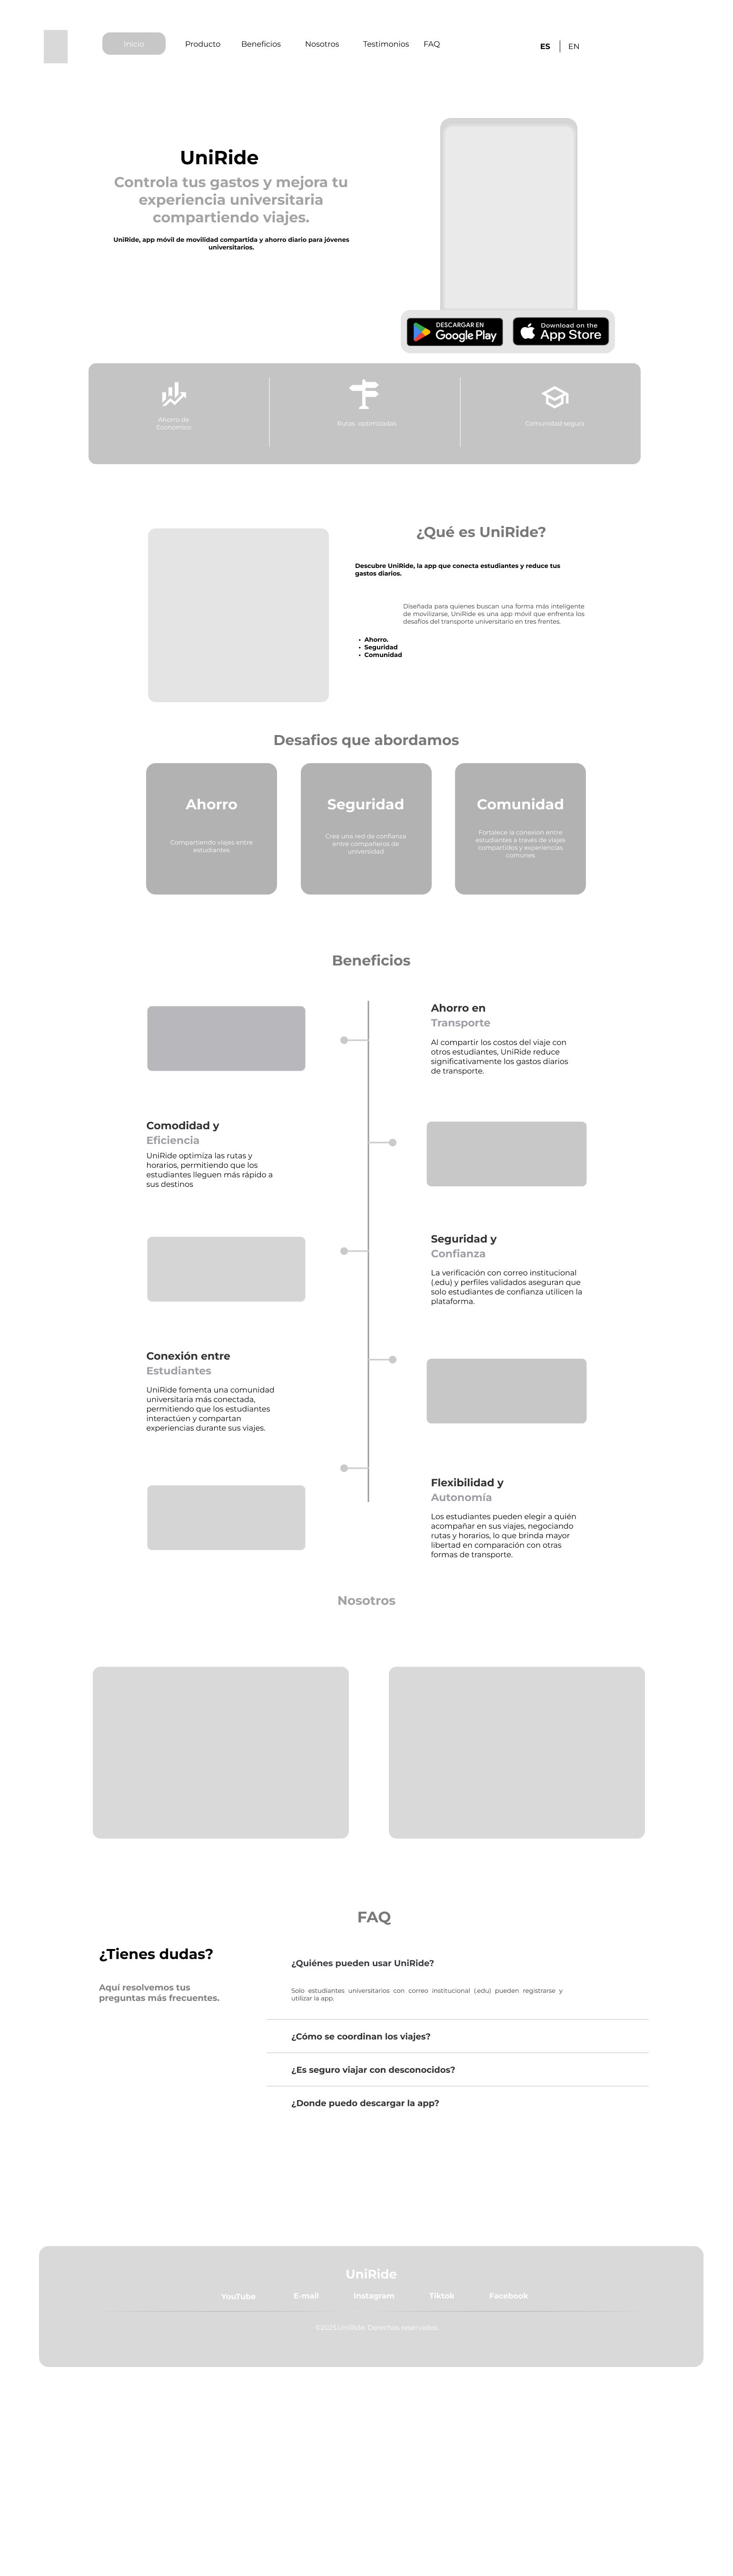 Inicio
Producto
Beneficios
Nosotros
Testimonios
FAQ
ES
EN
UniRide
Controla tus gastos y mejora tu
experiencia universitaria
compartiendo viajes.
UniRide, app móvil de movilidad compartida y ahorro diario para jóvenes
universitarios.
DESCARGAR EN
Google Play
Download on the
App Store
Ahorro de
Economico
Rutas optimizadas
Comunidad segura
¿Qué es UniRide?
Descubre UniRide, la app que conecta estudiantes y reduce tus
gastos diarios.
Diseñada para quienes buscan una forma más inteligente
de movilizarse, UniRide es una app móvil que enfrenta los
desafíos del transporte universitario en tres frentes.
• Ahorro.
• Seguridad
• Comunidad
Desafios que abordamos
Ahorro
Compartiendo viajes entre
estudiantes
Seguridad
Crea una red de confianza
entre compañeros de
universidad
Comunidad
Fortalece la conexion entre
estudiantes a través de viajes
compartidos y experiencias
comunes
Beneficios
Ahorro en
Transporte
Al compartir los costos del viaje con
otros estudiantes, UniRide reduce
significativamente los gastos diarios
de transporte.
Comodidad y
Eficiencia
UniRide optimiza las rutas y
horarios, permitiendo que los
estudiantes lleguen más rápido a
sus destinos
Seguridad y
Confianza
La verificación con correo institucional
(.edu) y perfiles validados aseguran que
solo estudiantes de confianza utilicen la
plataforma.
Conexión entre
Estudiantes
UniRide fomenta una comunidad
universitaria más conectada,
permitiendo que los estudiantes
interactúen y compartan
experiencias durante sus viajes.
Flexibilidad y
Autonomía
Los estudiantes pueden elegir a quién
acompañar en sus viajes, negociando
rutas y horarios, lo que brinda mayor
libertad en comparación con otras
formas de transporte.
Nosotros
FAQ
¿Tienes dudas?
Aquí resolvemos tus
preguntas más frecuentes.
¿Quiénes pueden usar UniRide?
Solo estudiantes universitarios con correo institucional (.edu) pueden registrarse y
utilizar la app.
¿Cómo se coordinan los viajes?
¿Es seguro viajar con desconocidos?
¿Donde puedo descargar la app?
UniRide
YouTube
E-mail
Instagram
Tiktok
Facebook
©2025.UniRide. Derechos reservados.